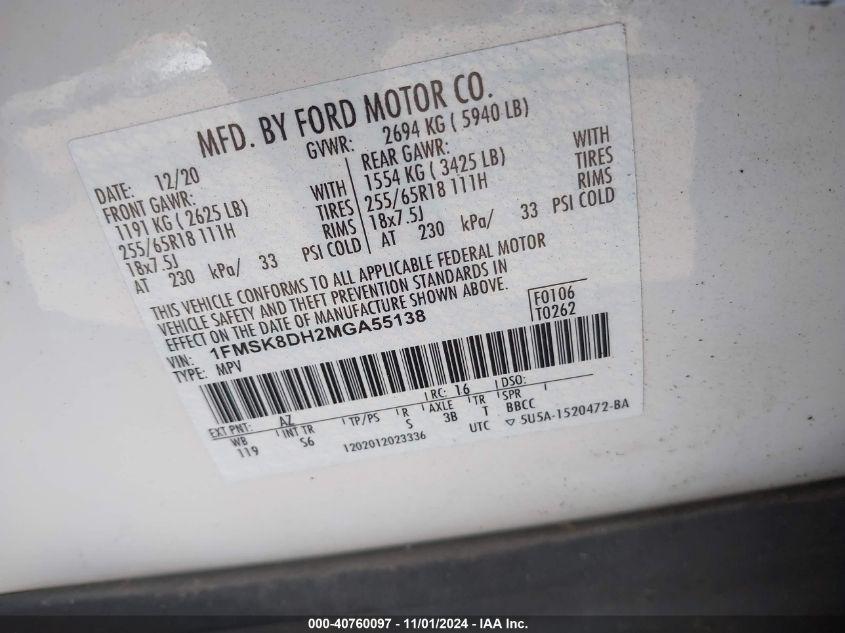 MFD. BY FORD MOTOR CO.
DATE: 12/20 GVWR: 2694 KG ( 5940 LB)
FRONT GAWR: WITH
1191 KG ( 2625 LB) TIRES
255/65R18 111H RIMS
18x7.5J
AT 230 kPa/ 33 PSI COLD
REAR GAWR: WITH
1554 KG ( 3425 LB) TIRES
255/65R18 111H RIMS
18x7.5J
AT 230 kPa/ 33 PSI COLD
THIS VEHICLE CONFORMS TO ALL APPLICABLE FEDERAL MOTOR
VEHICLE SAFETY AND THEFT PREVENTION STANDARDS IN
EFFECT ON THE DATE OF MANUFACTURE SHOWN ABOVE.
VIN: 1FMSK8DH2MGA55138
TYPE: MPV
F0106
T0262
EXT PNT: AZ RC: 16 DSO:
WB INT TR TP/PS R AXLE TR SPR
119 S6 S 3B T BBCC
1202012023336 UTC ▽ 5U5A-1520472-BA
000-40760097 - 11/01/2024 - IAA Inc.